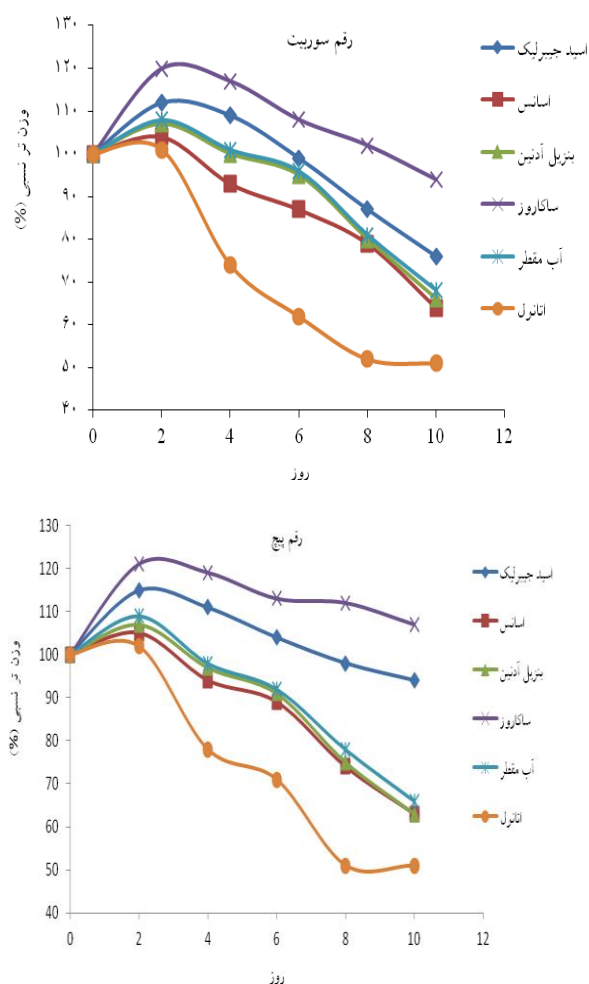 رقم سوربیت
وزن تر نسبی (%)
۱۳۰
۱۲۰
۱۱۰
۱۰۰
۹۰
۸۰
۷۰
۶۰
۵۰
۴۰
0 2 4 6 8 10 12
روز
اسید جیبرلیک
اسانس
بنزیل آدنین
ساکاروز
آب مقطر
اتانول
رقم پیچ
وزن تر نسبی (%)
130
120
110
100
90
80
70
60
50
40
0 2 4 6 8 10 12
روز
اسید جیبرلیک
اسانس
بنزیل آدنین
ساکاروز
آب مقطر
اتانول